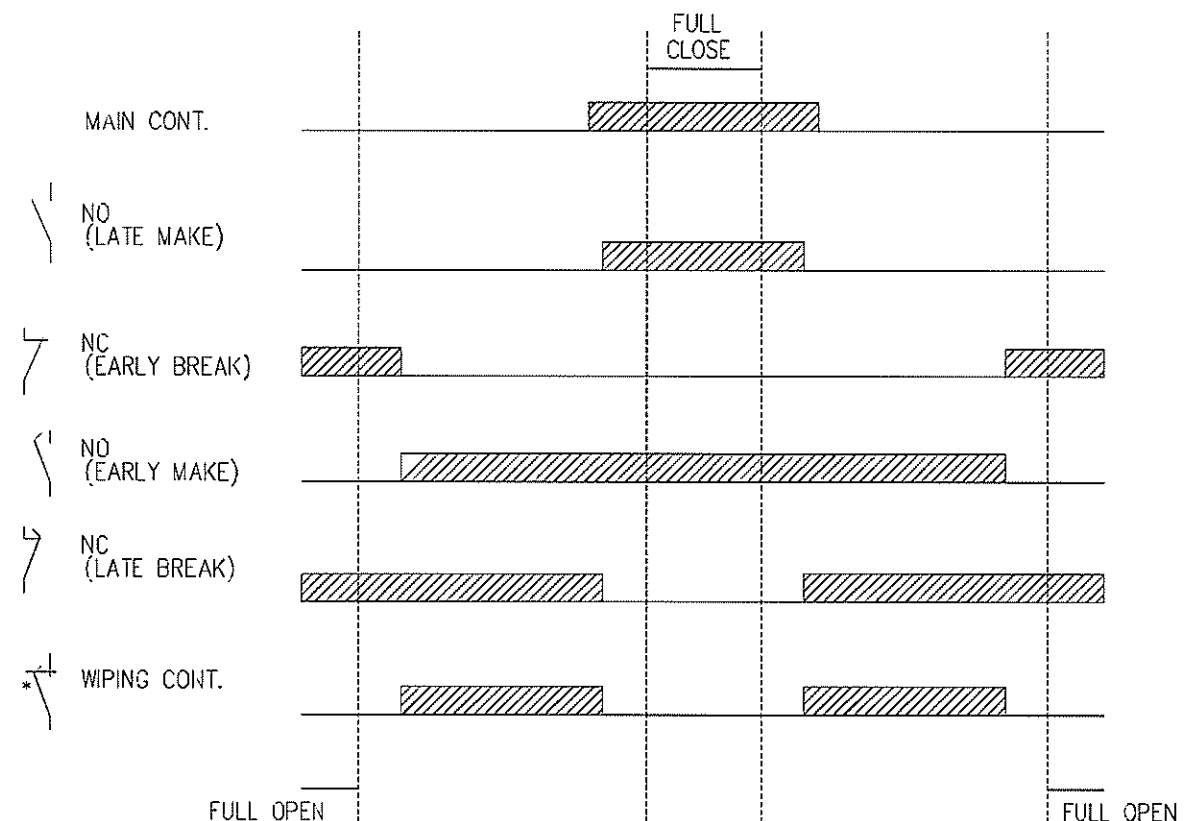 FULL
CLOSE
MAIN CONT.
NO
(LATE MAKE)
NC
(EARLY BREAK)
NO
(EARLY MAKE)
NC
(LATE BREAK)
* WIPING CONT.
FULL OPEN
FULL OPEN